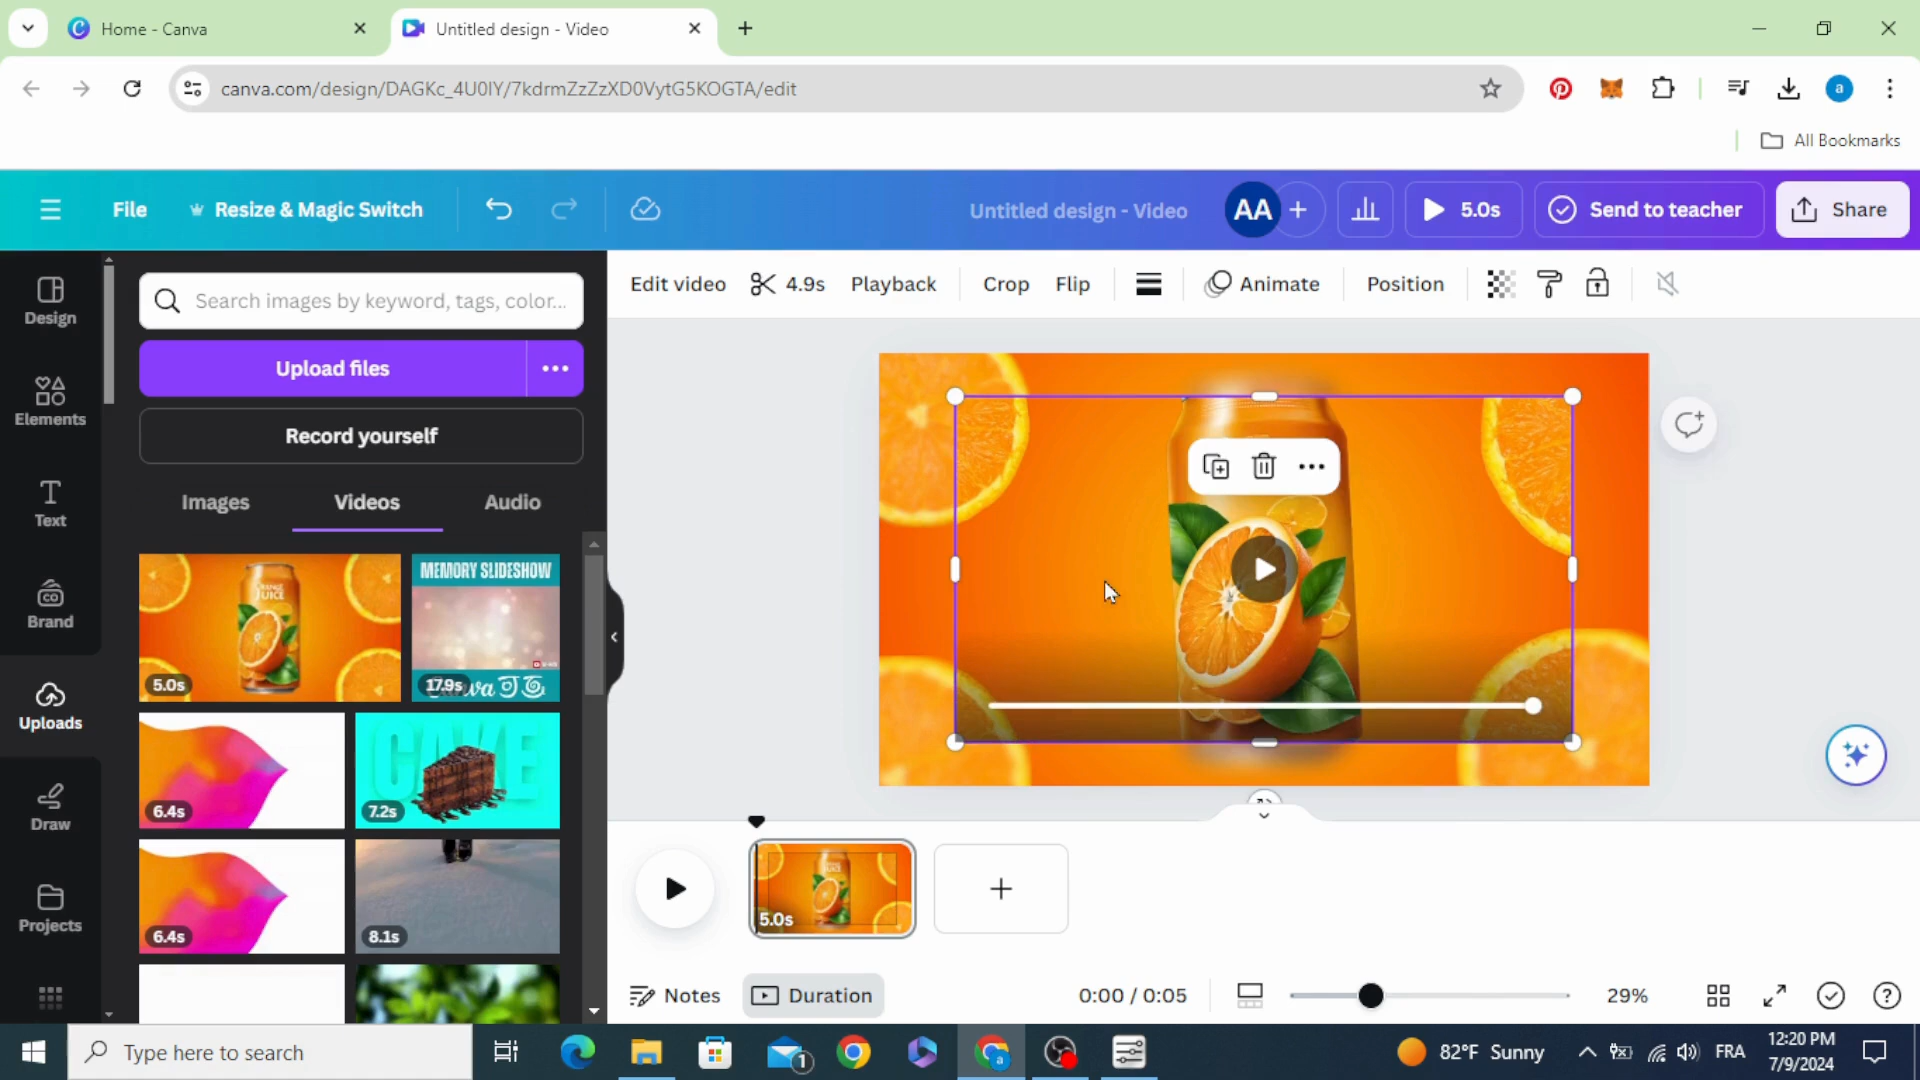 Home - Canva
Untitled design - Video
canva.com/design/DAGKc_4U0lY/7kdrmZzZzXD0VytG5KOGTA/edit
a
All Bookmarks
File
Resize & Magic Switch
Untitled design - Video
AA
5.0s
Send to teacher
Share
Design
Elements
Text
Brand
Uploads
Draw
Projects
Search images by keyword, tags, color...
Upload files
Record yourself
Images
Videos
Audio
ORANGE
JUICE
5.0s
MEMORY SLIDESHOW
17.9s
6.4s
CAKE
7.2s
6.4s
8.1s
Edit video
4.9s
Playback
Crop
Flip
Animate
Position
5.0s
Notes
Duration
0:00 / 0:05
29%
Type here to search
1
a
82°F Sunny
FRA
12:20 PM
7/9/2024